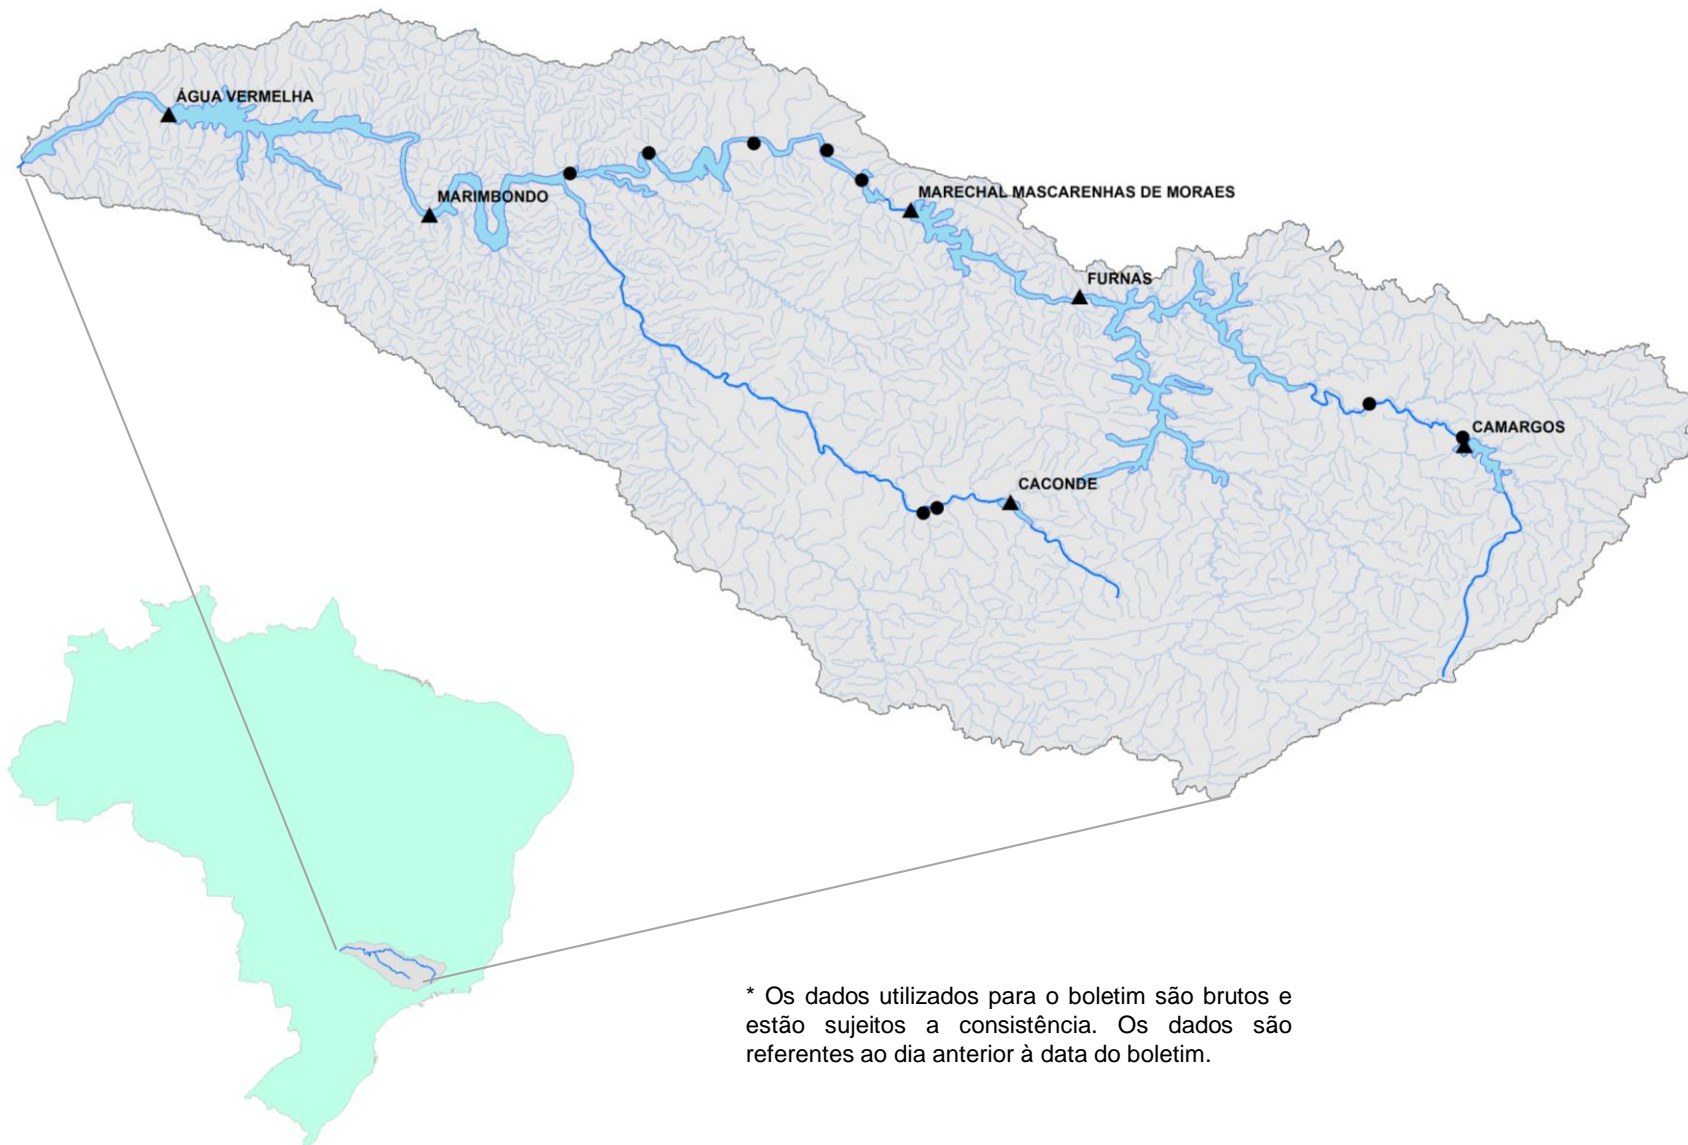 ÁGUA VERMELHA
MARIMBONDO
MARECHAL MASCARENHAS DE MORAES
FURNAS
CAMARGOS
CACONDE
* Os dados utilizados para o boletim são brutos e
estão sujeitos a consistência. Os dados são
referentes ao dia anterior à data do boletim.